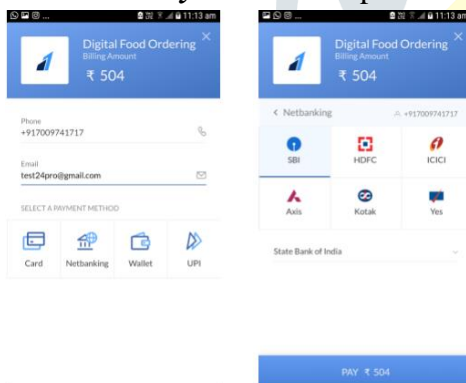 11:13 am
Digital Food Ordering
Billing Amount
₹ 504
Phone
+917009741717
Email
test24pro@gmail.com
SELECT A PAYMENT METHOD
Card Netbanking Wallet UPI
11:13 am
Digital Food Ordering
Billing Amount
₹ 504
< Netbanking +917009741717
SBI HDFC ICICI
Axis Kotak Yes
State Bank of India
PAY ₹ 504